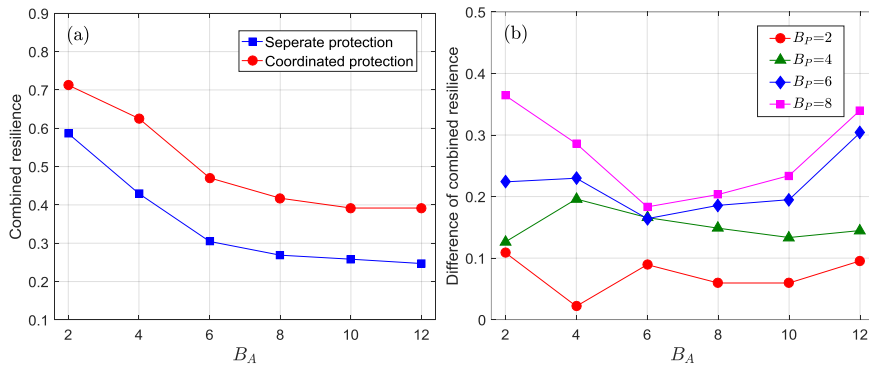 (a)
Seperate protection
Coordinated protection
Combined resilience
0.9
0.8
0.7
0.6
0.5
0.4
0.3
0.2
0.1
2 4 6 8 10 12
B_A
(b)
B_P=2
B_P=4
B_P=6
B_P=8
Difference of combined resilience
0.5
0.4
0.3
0.2
0.1
0
2 4 6 8 10 12
B_A